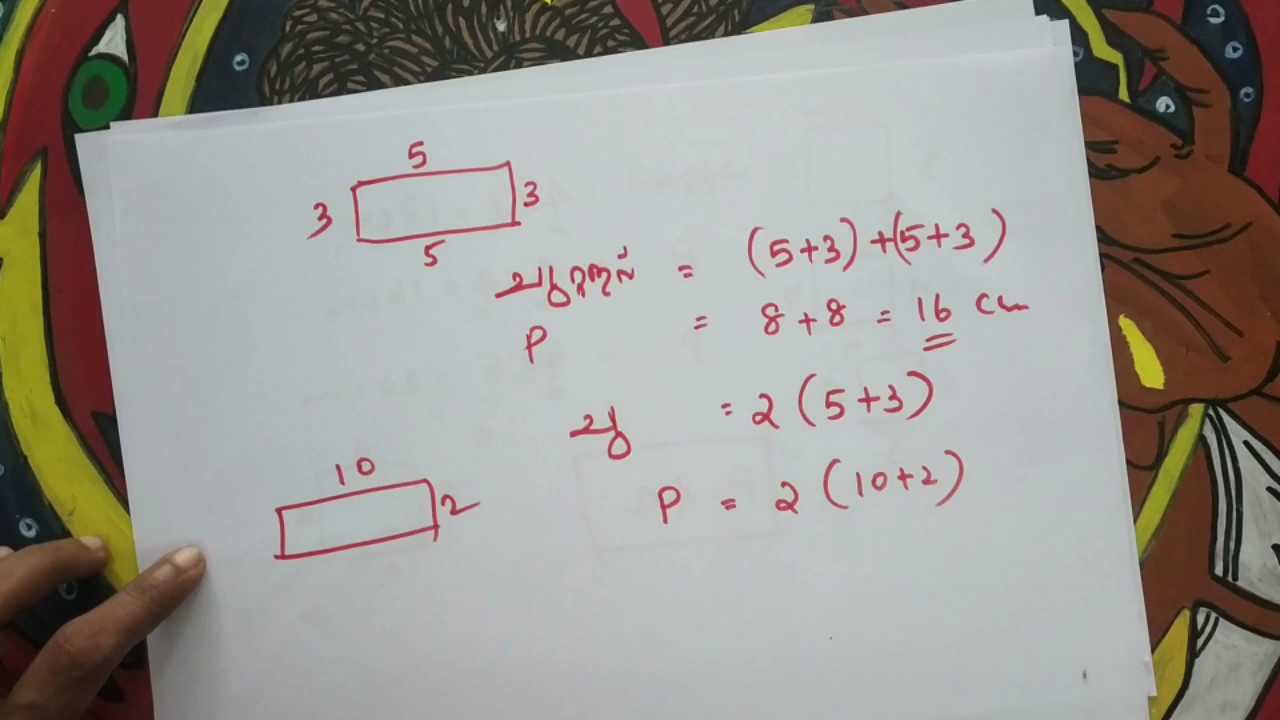 5
3
3
5
ചുറ്റളവ് = (5+3)+(5+3)
P = 8+8 = 16 cm
ചു = 2(5+3)
10
2
P = 2(10+2)